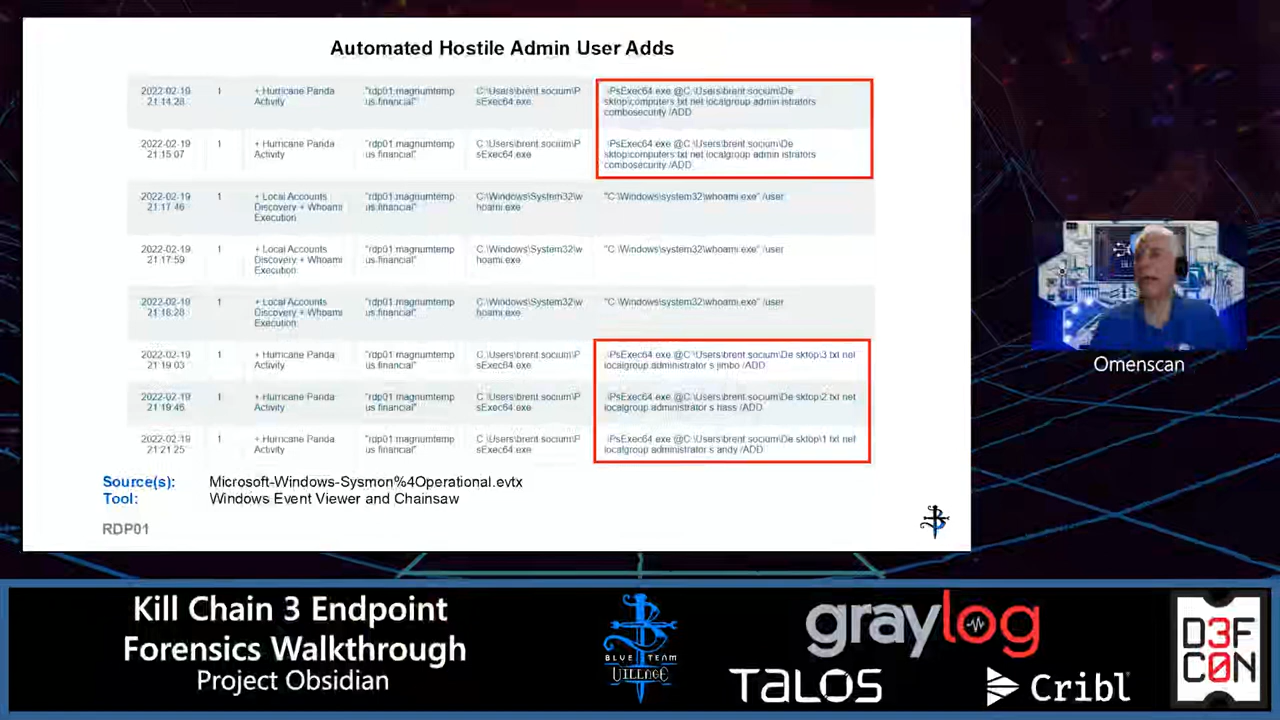 Automated Hostile Admin User Adds
2022-02-19
21:14:28
1
+ Hurricane Panda
Activity
"rdp01.magnumtemp
us.financial"
C:\Users\brent.socium\P
sExec64.exe
.\PsExec64.exe @C:\Users\brent.socium\De
sktop\computers.txt net localgroup admin istrators
combosecurity /ADD
2022-02-19
21:15:07
1
+ Hurricane Panda
Activity
"rdp01.magnumtemp
us.financial"
C:\Users\brent.socium\P
sExec64.exe
.\PsExec64.exe @C:\Users\brent.socium\De
sktop\computers.txt net localgroup admin istrators
combosecurity /ADD
2022-02-19
21:17:46
1
+ Local Accounts
Discovery + Whoami
Execution
"rdp01.magnumtemp
us.financial"
C:\Windows\System32\w
hoami.exe
"C:\Windows\system32\whoami.exe" /user
2022-02-19
21:17:59
1
+ Local Accounts
Discovery + Whoami
Execution
"rdp01.magnumtemp
us.financial"
C:\Windows\System32\w
hoami.exe
"C:\Windows\system32\whoami.exe" /user
2022-02-19
21:18:28
1
+ Local Accounts
Discovery + Whoami
Execution
"rdp01.magnumtemp
us.financial"
C:\Windows\System32\w
hoami.exe
"C:\Windows\system32\whoami.exe" /user
2022-02-19
21:19:03
1
+ Hurricane Panda
Activity
"rdp01.magnumtemp
us.financial"
C:\Users\brent.socium\P
sExec64.exe
.\PsExec64.exe @C:\Users\brent.socium\De sktop\3.txt net
localgroup administrator s jimbo /ADD
2022-02-19
21:19:46
1
+ Hurricane Panda
Activity
"rdp01.magnumtemp
us.financial"
C:\Users\brent.socium\P
sExec64.exe
.\PsExec64.exe @C:\Users\brent.socium\De sktop\2.txt net
localgroup administrator s hass /ADD
2022-02-19
21:21:25
1
+ Hurricane Panda
Activity
"rdp01.magnumtemp
us.financial"
C:\Users\brent.socium\P
sExec64.exe
.\PsExec64.exe @C:\Users\brent.socium\De sktop\1.txt net
localgroup administrator s andy /ADD
Source(s): Microsoft-Windows-Sysmon%4Operational.evtx
Tool: Windows Event Viewer and Chainsaw
RDP01
Omenscan
Kill Chain 3 Endpoint
Forensics Walkthrough
Project Obsidian
BLUE TEAM
VILLAGE
graylog
TALOS
Cribl
D3F
C0N